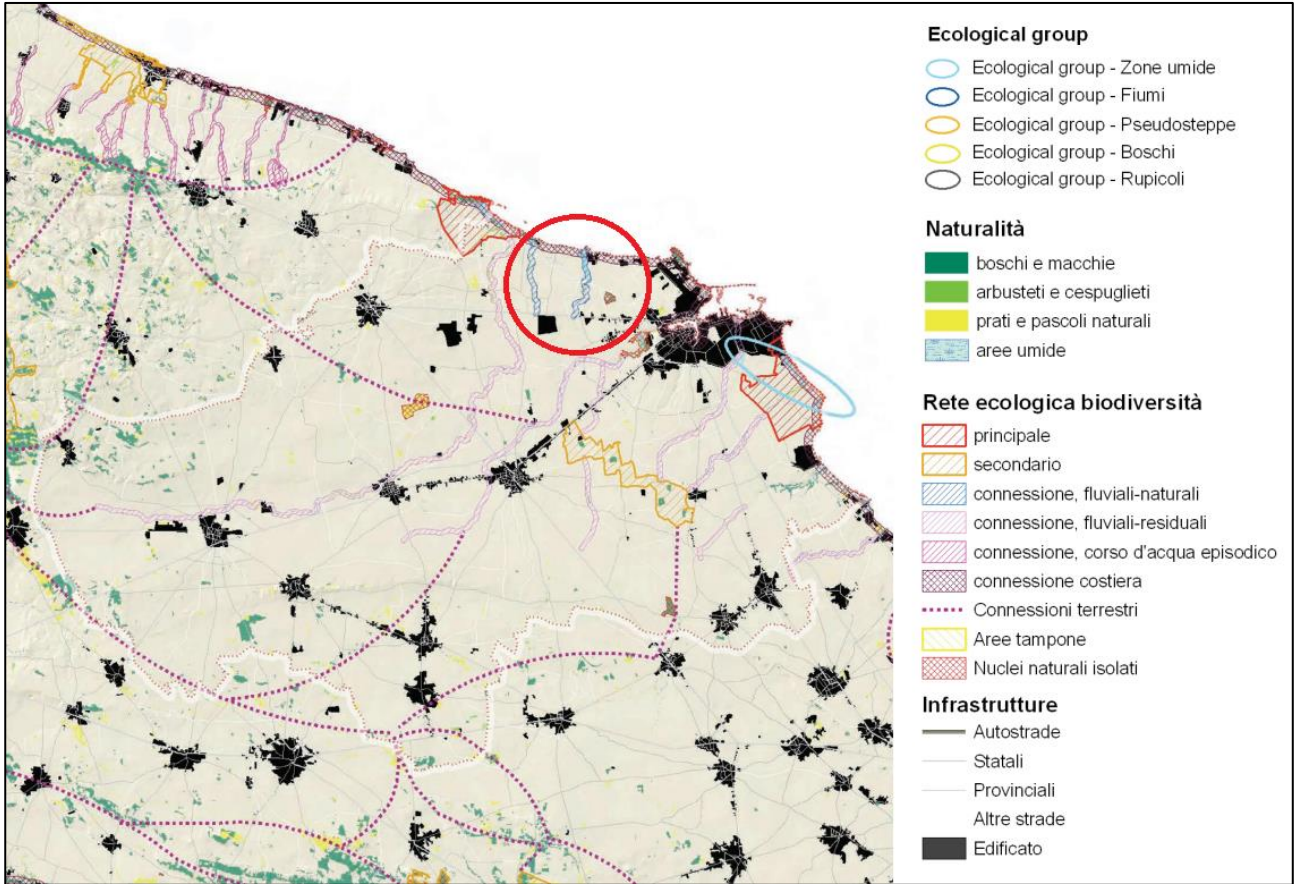 Ecological group
Ecological group - Zone umide
Ecological group - Fiumi
Ecological group - Pseudosteppe
Ecological group - Boschi
Ecological group - Rupicoli
Naturalità
boschi e macchie
arbusteti e cespuglieti
prati e pascoli naturali
aree umide
Rete ecologica biodiversità
principale
secondario
connessione, fluviali-naturali
connessione, fluviali-residuali
connessione, corso d'acqua episodico
connessione costiera
Connessioni terrestri
Aree tampone
Nuclei naturali isolati
Infrastrutture
Autostrade
Statali
Provinciali
Altre strade
Edificato